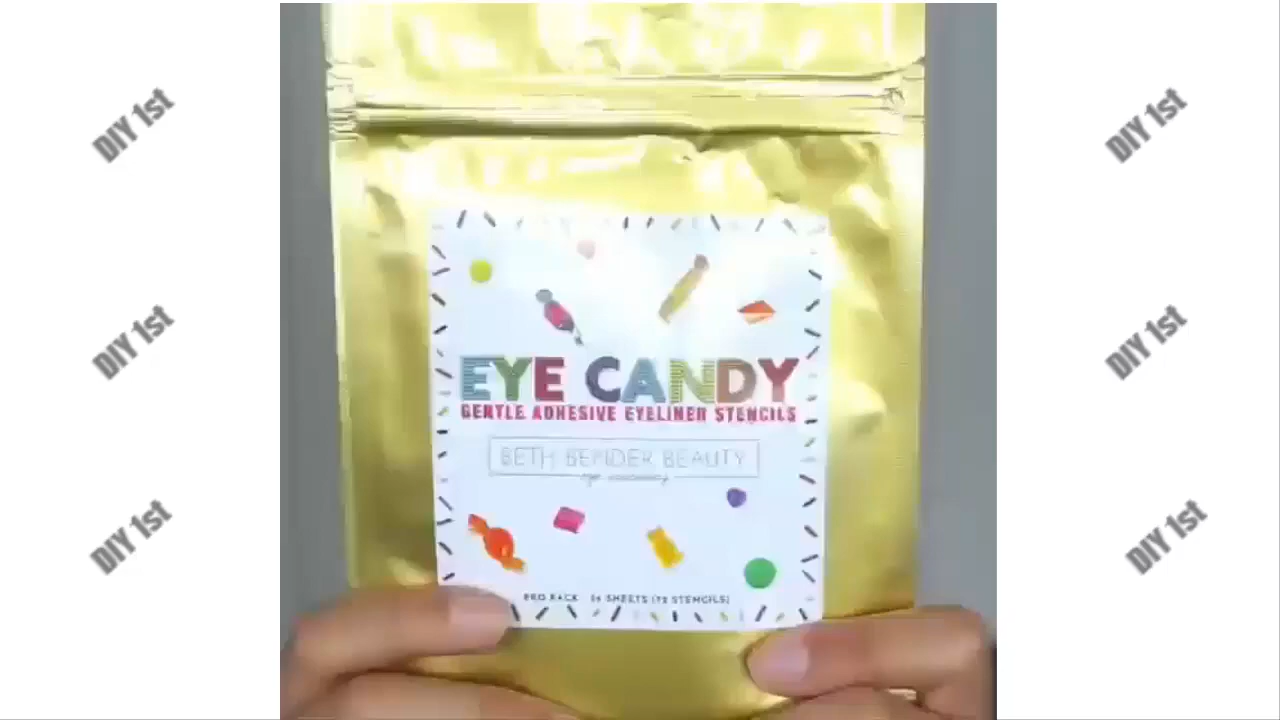 DIY 1st
DIY 1st
DIY 1st
EYE CANDY
GENTLE ADHESIVE EYELINER STENCILS
BETH BENDER BEAUTY
PRO PACK SHEETS (72 STENCILS)
DIY 1st
DIY 1st
DIY 1st